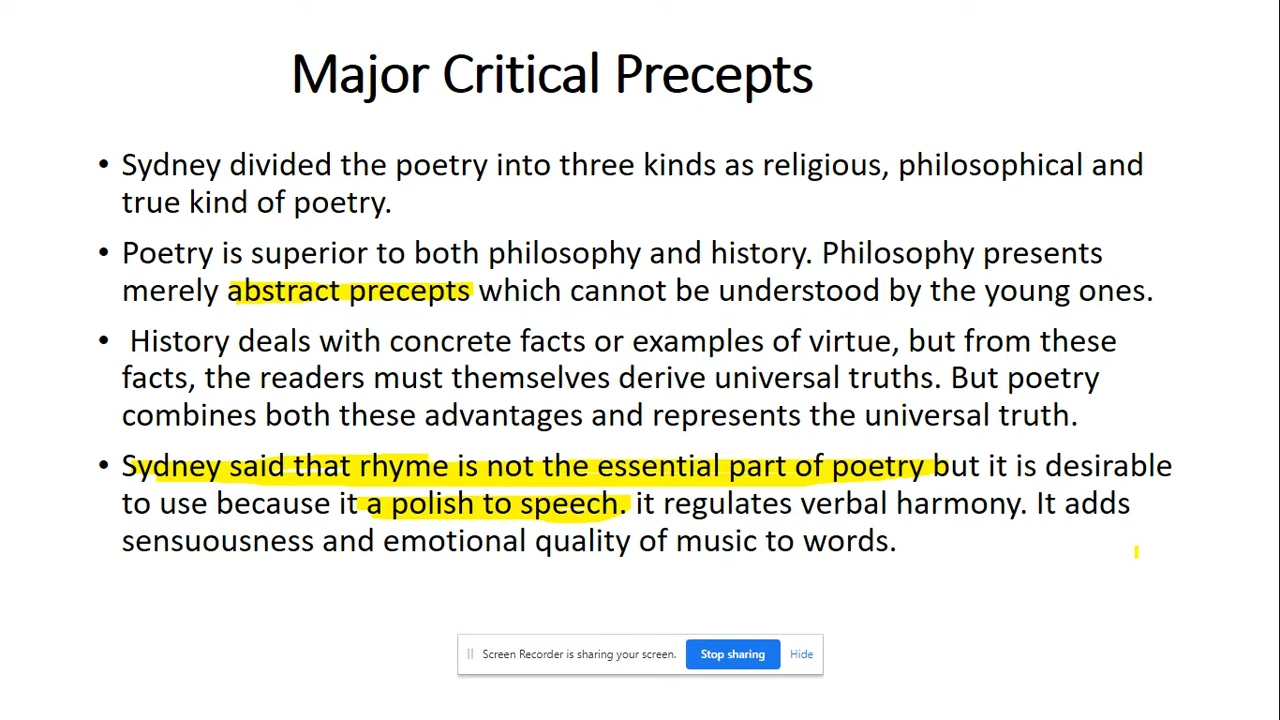 Major Critical Precepts
• Sydney divided the poetry into three kinds as religious, philosophical and
true kind of poetry.
• Poetry is superior to both philosophy and history. Philosophy presents
merely abstract precepts which cannot be understood by the young ones.
• History deals with concrete facts or examples of virtue, but from these
facts, the readers must themselves derive universal truths. But poetry
combines both these advantages and represents the universal truth.
• Sydney said that rhyme is not the essential part of poetry but it is desirable
to use because it a polish to speech. it regulates verbal harmony. It adds
sensuousness and emotional quality of music to words.
Screen Recorder is sharing your screen. Stop sharing Hide